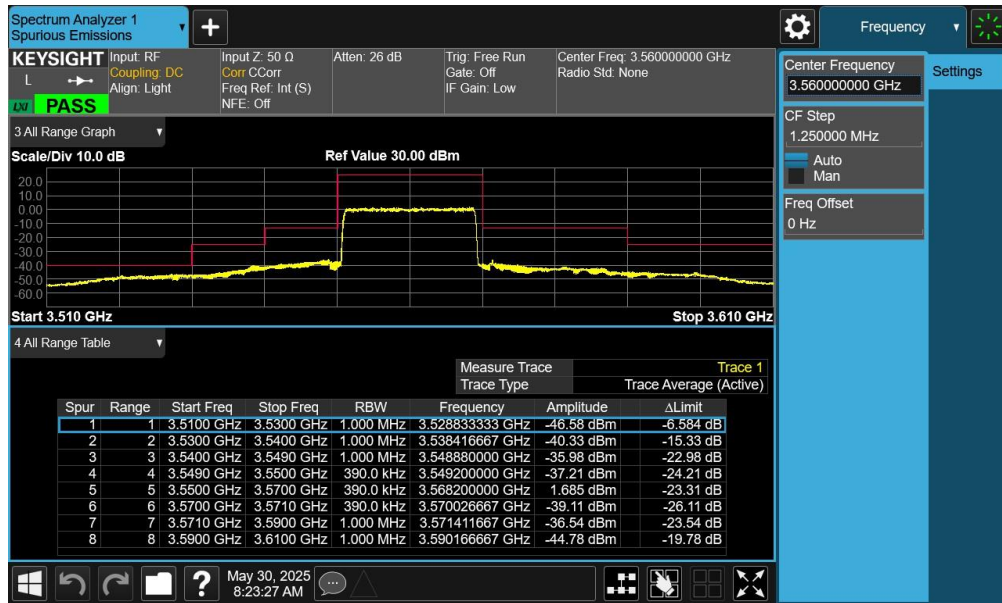 Spectrum Analyzer 1
Spurious Emissions
+
Frequency
KEYSIGHT
L
LXI
PASS
Input: RF
Coupling: DC
Align: Light
Input Z: 50 Ω
Corr CCorr
Freq Ref: Int (S)
NFE: Off
Atten: 26 dB
Trig: Free Run
Gate: Off
IF Gain: Low
Center Freq: 3.560000000 GHz
Radio Std: None
Center Frequency
3.560000000 GHz
Settings
CF Step
1.250000 MHz
Auto
Man
Freq Offset
0 Hz
3 All Range Graph
Scale/Div 10.0 dB
Ref Value 30.00 dBm
20.0
10.0
0.00
-10.0
-20.0
-30.0
-40.0
-50.0
-60.0
Start 3.510 GHz
Stop 3.610 GHz
4 All Range Table
Measure Trace Trace 1
Trace Type Trace Average (Active)
Spur Range Start Freq Stop Freq RBW Frequency Amplitude ΔLimit
1 1 3.5100 GHz 3.5300 GHz 1.000 MHz 3.528833333 GHz -46.58 dBm -6.584 dB
2 2 3.5300 GHz 3.5400 GHz 1.000 MHz 3.538416667 GHz -40.33 dBm -15.33 dB
3 3 3.5400 GHz 3.5490 GHz 1.000 MHz 3.548880000 GHz -35.98 dBm -22.98 dB
4 4 3.5490 GHz 3.5500 GHz 390.0 kHz 3.549200000 GHz -37.21 dBm -24.21 dB
5 5 3.5500 GHz 3.5700 GHz 390.0 kHz 3.568200000 GHz 1.685 dBm -23.31 dB
6 6 3.5700 GHz 3.5710 GHz 390.0 kHz 3.570026667 GHz -39.11 dBm -26.11 dB
7 7 3.5710 GHz 3.5900 GHz 1.000 MHz 3.571411667 GHz -36.54 dBm -23.54 dB
8 8 3.5900 GHz 3.6100 GHz 1.000 MHz 3.590166667 GHz -44.78 dBm -19.78 dB
?
May 30, 2025
8:23:27 AM